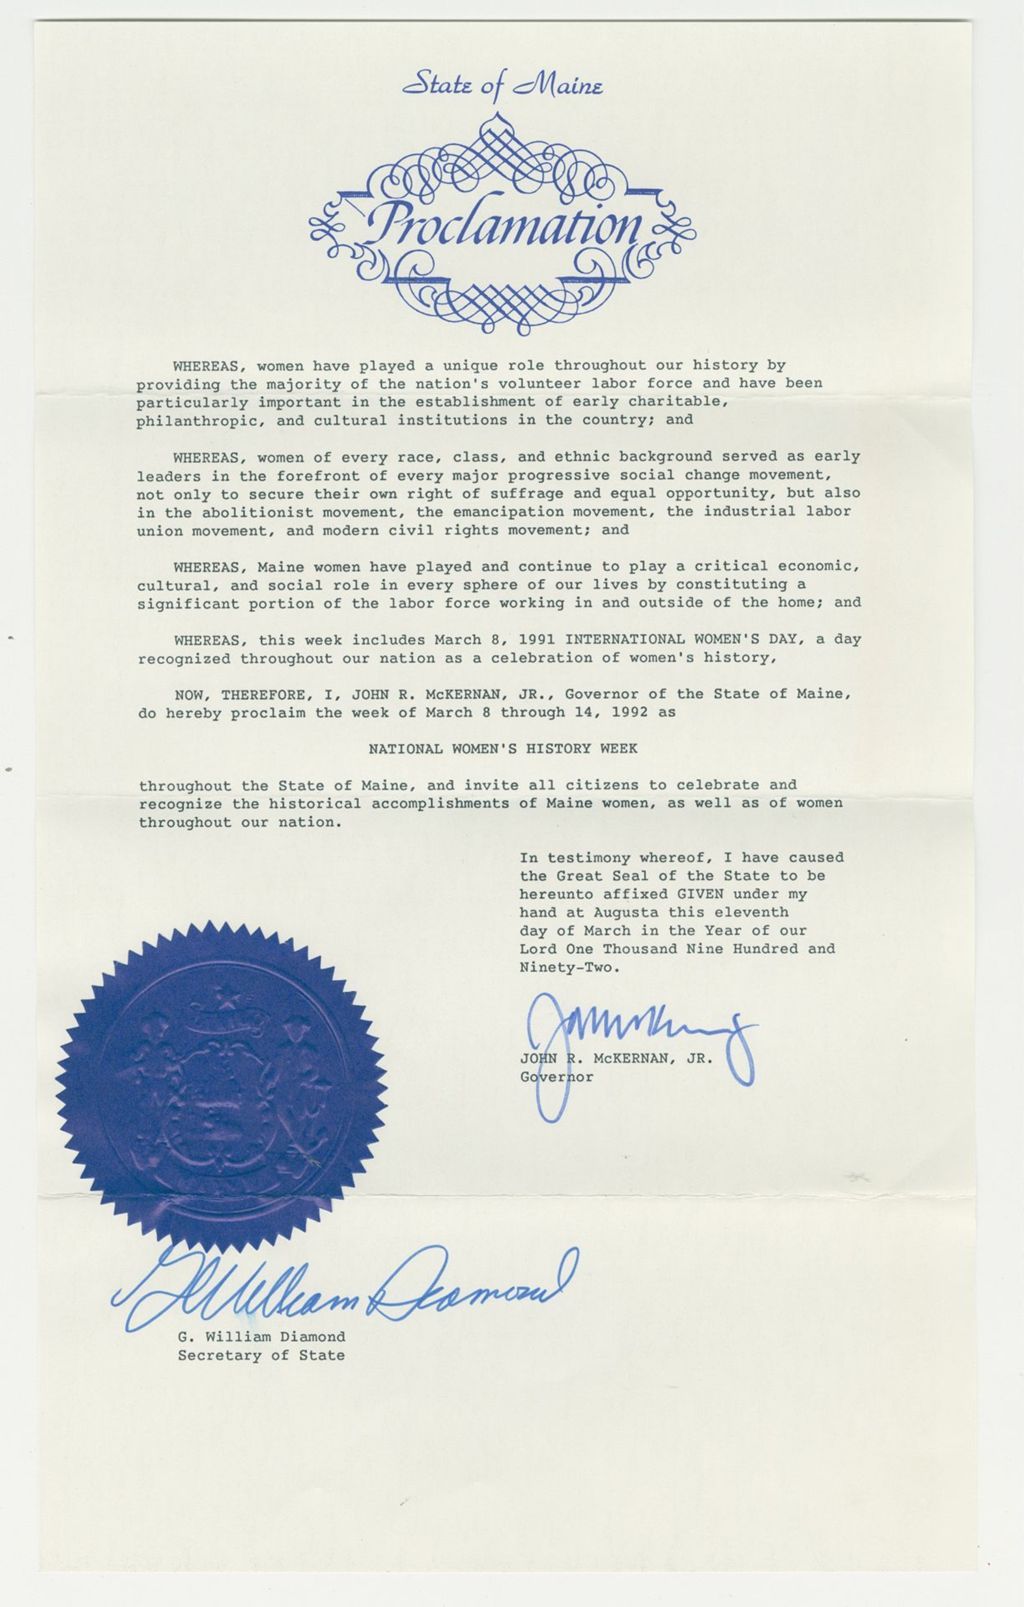 State of Maine
Proclamation
WHEREAS, women have played a unique role throughout our history by
providing the majority of the nation's volunteer labor force and have been
particularly important in the establishment of early charitable,
philanthropic, and cultural institutions in the country; and
WHEREAS, women of every race, class, and ethnic background served as early
leaders in the forefront of every major progressive social change movement,
not only to secure their own right of suffrage and equal opportunity, but also
in the abolitionist movement, the emancipation movement, the industrial labor
union movement, and modern civil rights movement; and
WHEREAS, Maine women have played and continue to play a critical economic,
cultural, and social role in every sphere of our lives by constituting a
significant portion of the labor force working in and outside of the home; and
WHEREAS, this week includes March 8, 1991 INTERNATIONAL WOMEN'S DAY, a day
recognized throughout our nation as a celebration of women's history,
NOW, THEREFORE, I, JOHN R. McKERNAN, JR., Governor of the State of Maine,
do hereby proclaim the week of March 8 through 14, 1992 as
NATIONAL WOMEN'S HISTORY WEEK
throughout the State of Maine, and invite all citizens to celebrate and
recognize the historical accomplishments of Maine women, as well as of women
throughout our nation.
In testimony whereof, I have caused
the Great Seal of the State to be
hereunto affixed GIVEN under my
hand at Augusta this eleventh
day of March in the Year of our
Lord One Thousand Nine Hundred and
Ninety-Two.
JOHN R. McKERNAN, JR.
Governor
G William Diamond
G. William Diamond
Secretary of State